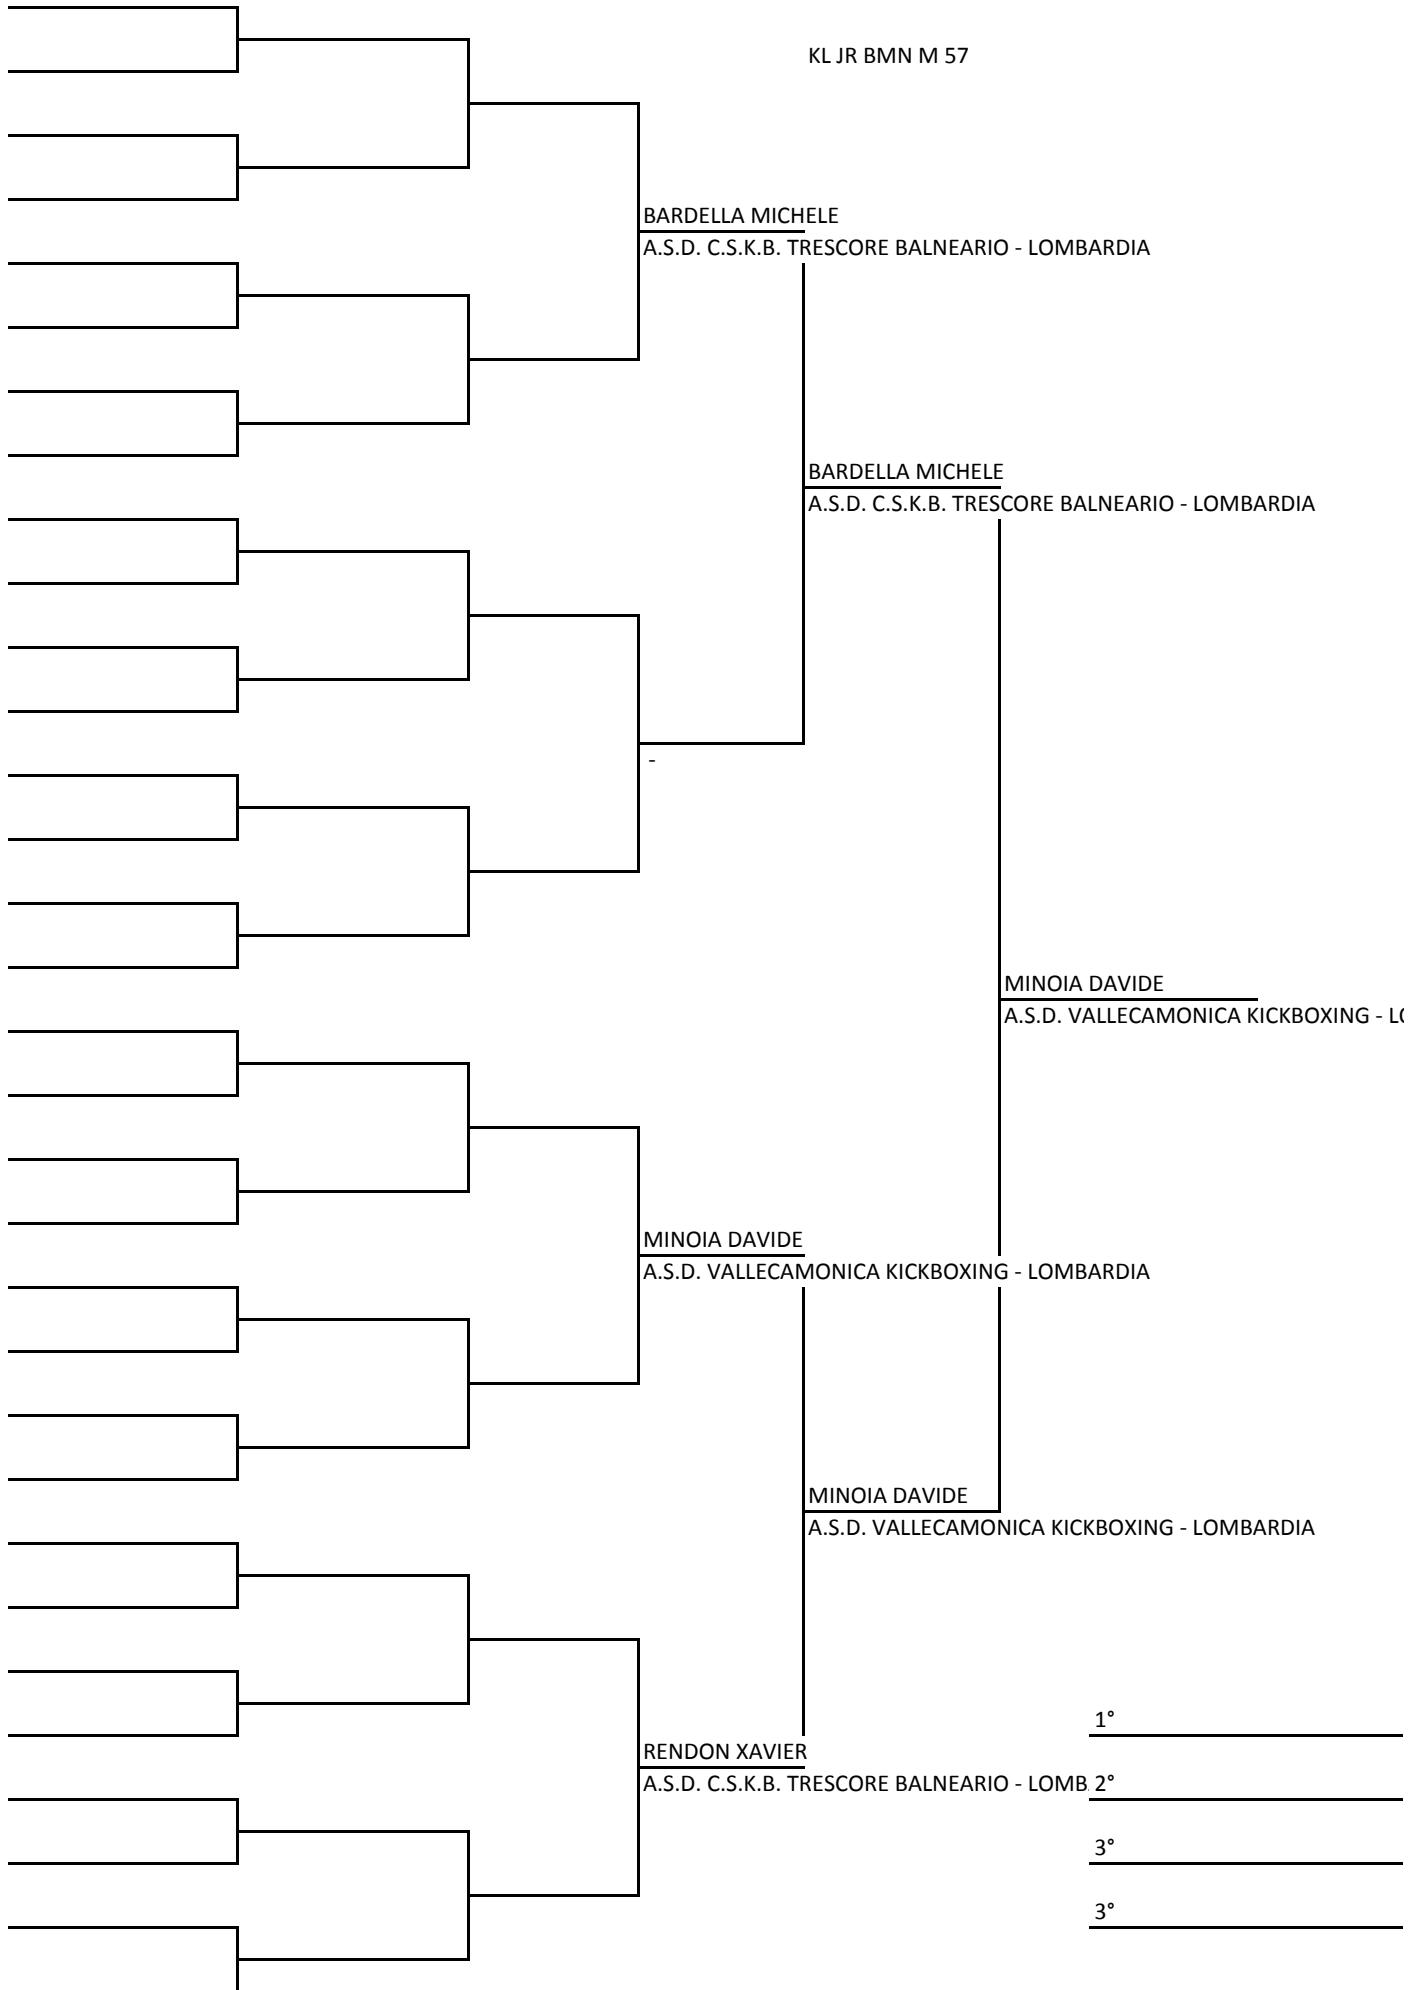 KL JR BMN M 57
BARDELLA MICHELE
A.S.D. C.S.K.B. TRESCORE BALNEARIO - LOMBARDIA
BARDELLA MICHELE
A.S.D. C.S.K.B. TRESCORE BALNEARIO - LOMBARDIA
-
MINOIA DAVIDE
A.S.D. VALLECAMONICA KICKBOXING - LO
MINOIA DAVIDE
A.S.D. VALLECAMONICA KICKBOXING - LOMBARDIA
MINOIA DAVIDE
A.S.D. VALLECAMONICA KICKBOXING - LOMBARDIA
1°
RENDON XAVIER
A.S.D. C.S.K.B. TRESCORE BALNEARIO - LOMB
2°
3°
3°